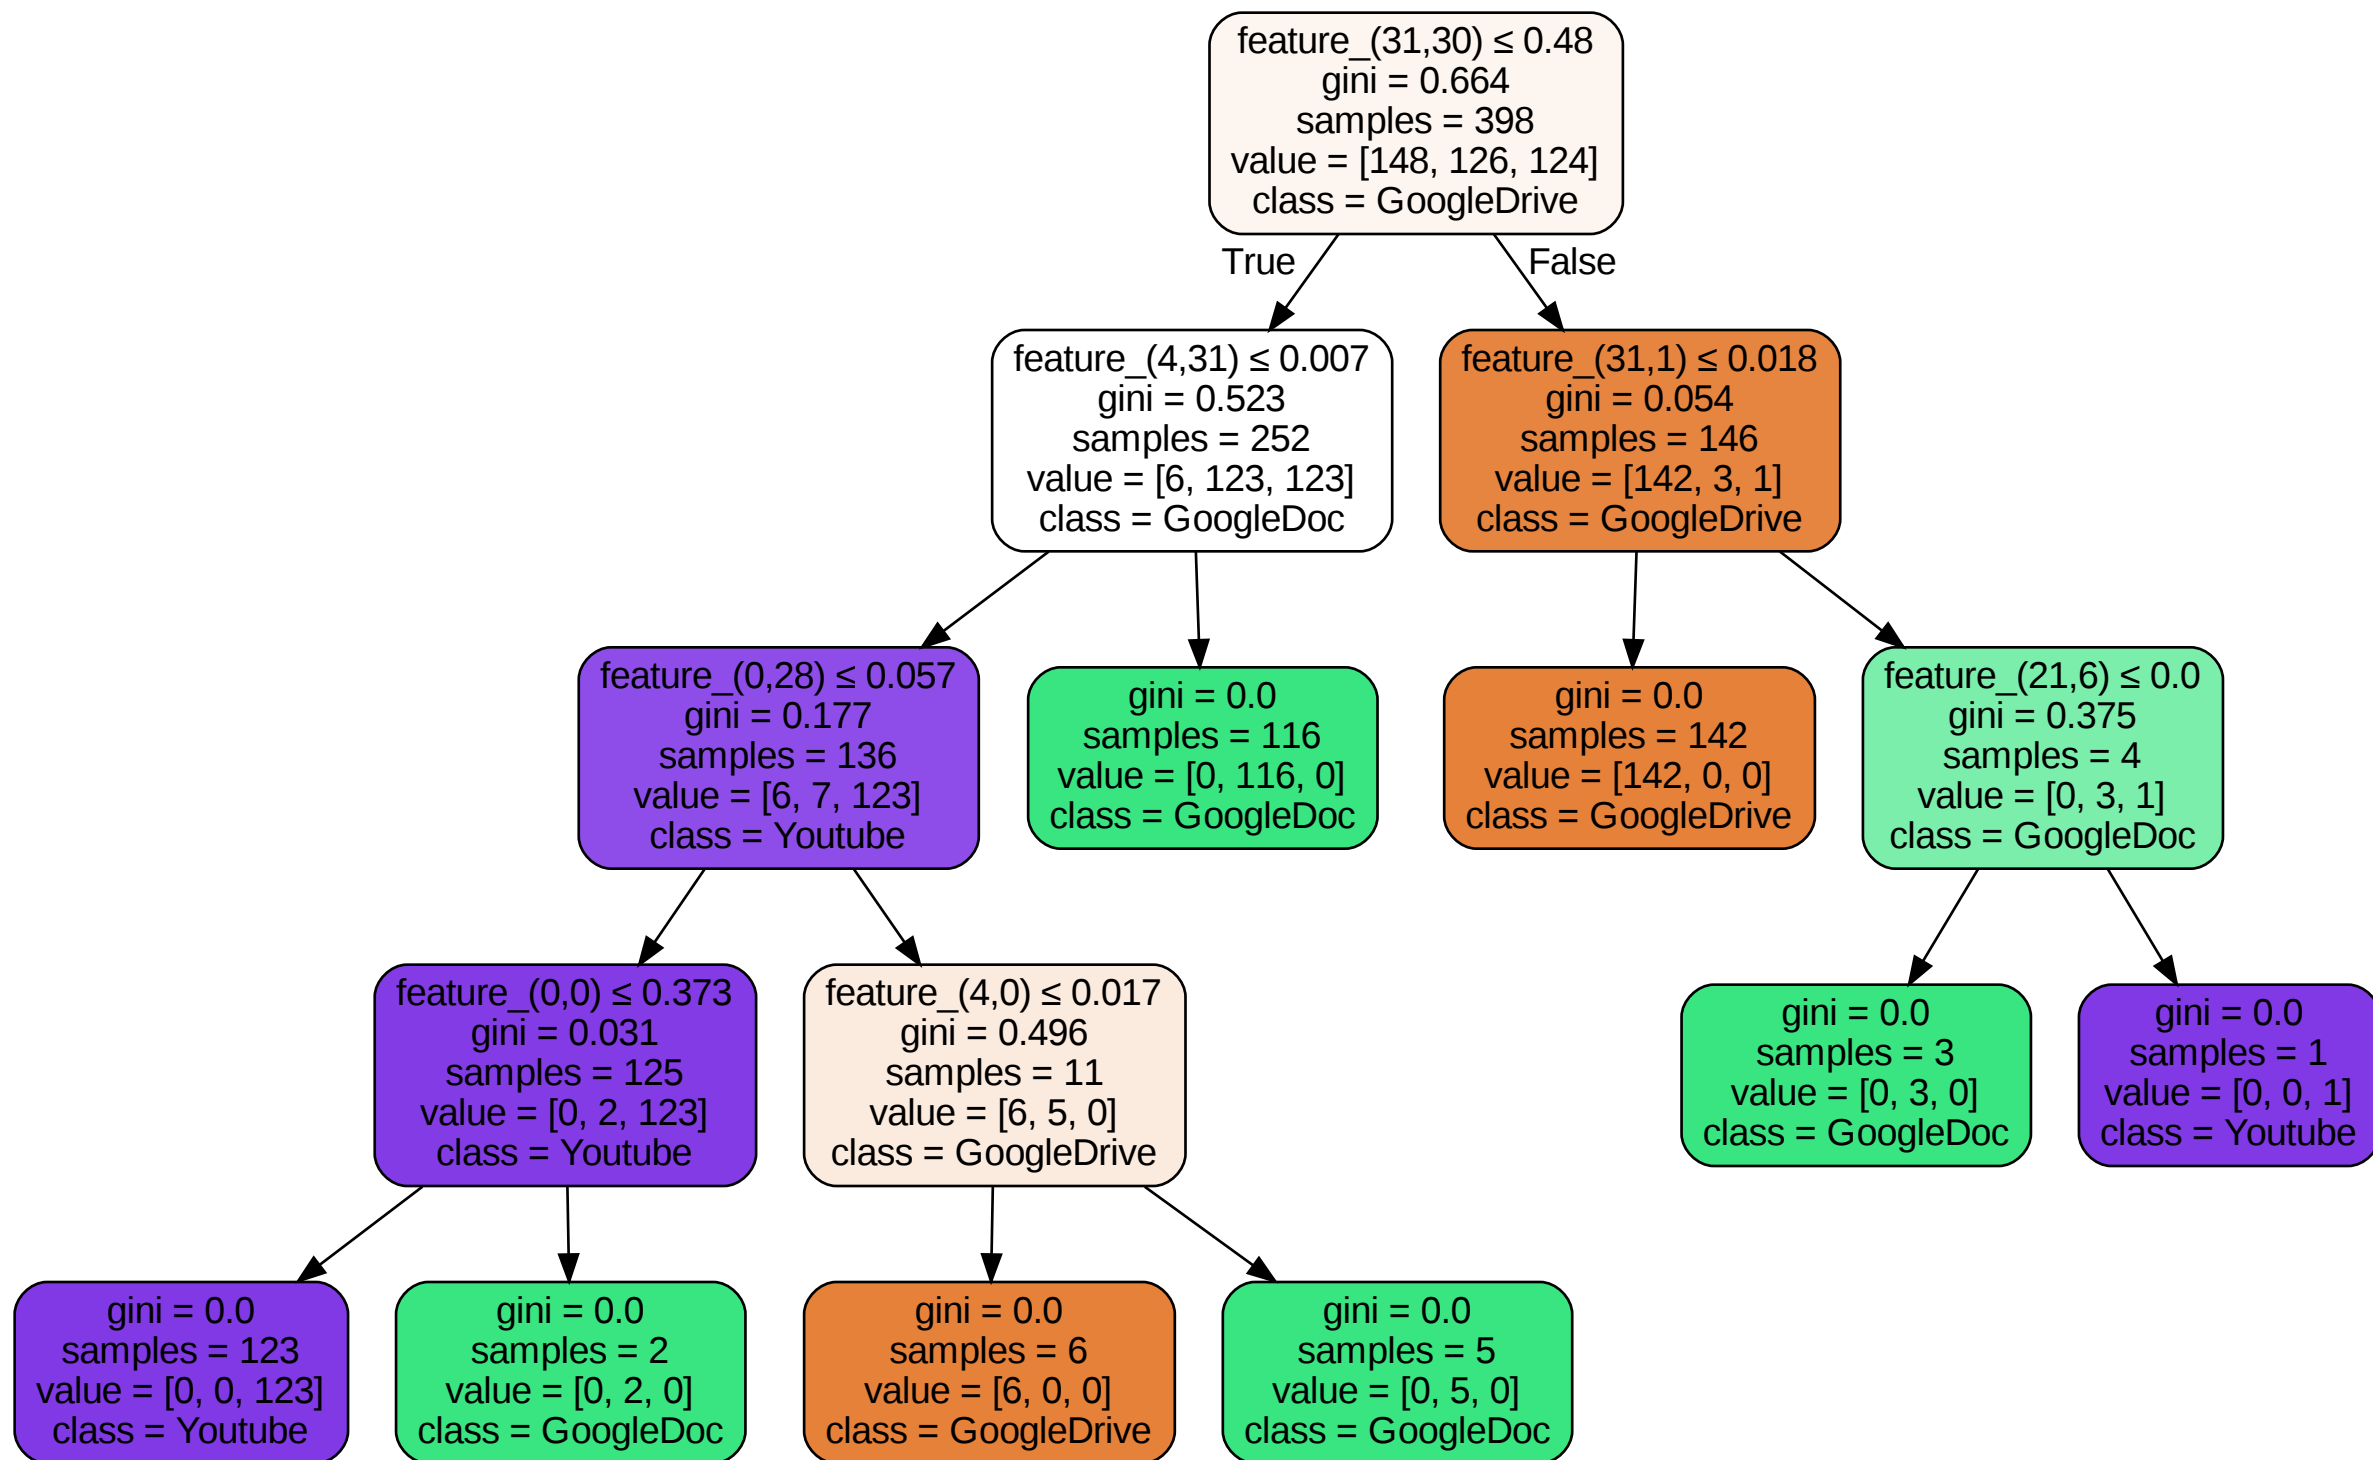 feature_(31,30) ≤ 0.48
gini = 0.664
samples = 398
value = [148, 126, 124]
class = GoogleDrive
True
False
feature_(4,31) ≤ 0.007
gini = 0.523
samples = 252
value = [6, 123, 123]
class = GoogleDoc
feature_(31,1) ≤ 0.018
gini = 0.054
samples = 146
value = [142, 3, 1]
class = GoogleDrive
feature_(0,28) ≤ 0.057
gini = 0.177
samples = 136
value = [6, 7, 123]
class = Youtube
gini = 0.0
samples = 116
value = [0, 116, 0]
class = GoogleDoc
gini = 0.0
samples = 142
value = [142, 0, 0]
class = GoogleDrive
feature_(21,6) ≤ 0.0
gini = 0.375
samples = 4
value = [0, 3, 1]
class = GoogleDoc
feature_(0,0) ≤ 0.373
gini = 0.031
samples = 125
value = [0, 2, 123]
class = Youtube
feature_(4,0) ≤ 0.017
gini = 0.496
samples = 11
value = [6, 5, 0]
class = GoogleDrive
gini = 0.0
samples = 3
value = [0, 3, 0]
class = GoogleDoc
gini = 0.0
samples = 1
value = [0, 0, 1]
class = Youtube
gini = 0.0
samples = 123
value = [0, 0, 123]
class = Youtube
gini = 0.0
samples = 2
value = [0, 2, 0]
class = GoogleDoc
gini = 0.0
samples = 6
value = [6, 0, 0]
class = GoogleDrive
gini = 0.0
samples = 5
value = [0, 5, 0]
class = GoogleDoc